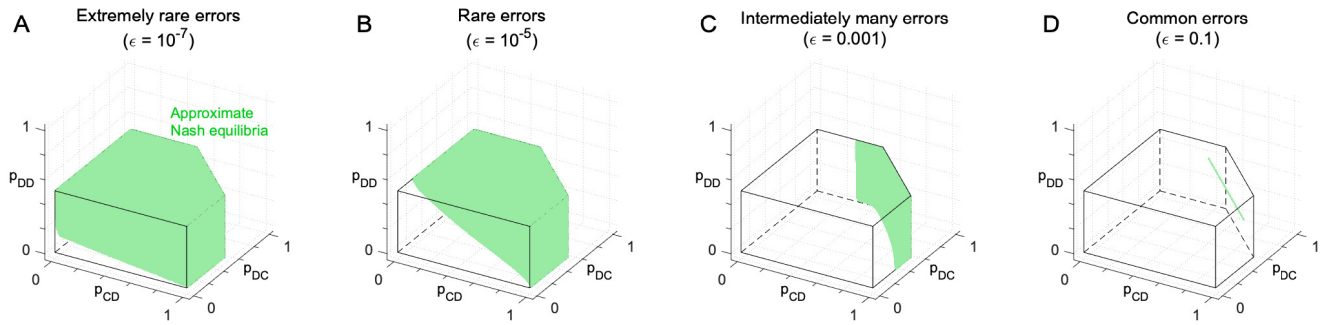 A
Extremely rare errors
(ϵ = 10⁻⁷)
Approximate
Nash equilibria
1
p_DD
0
0
p_CD
1
0
p_DC
1
B
Rare errors
(ϵ = 10⁻⁵)
1
p_DD
0
0
p_CD
1
0
p_DC
1
C
Intermediately many errors
(ϵ = 0.001)
1
p_DD
0
0
p_CD
1
0
p_DC
1
D
Common errors
(ϵ = 0.1)
1
p_DD
0
0
p_CD
1
0
p_DC
1